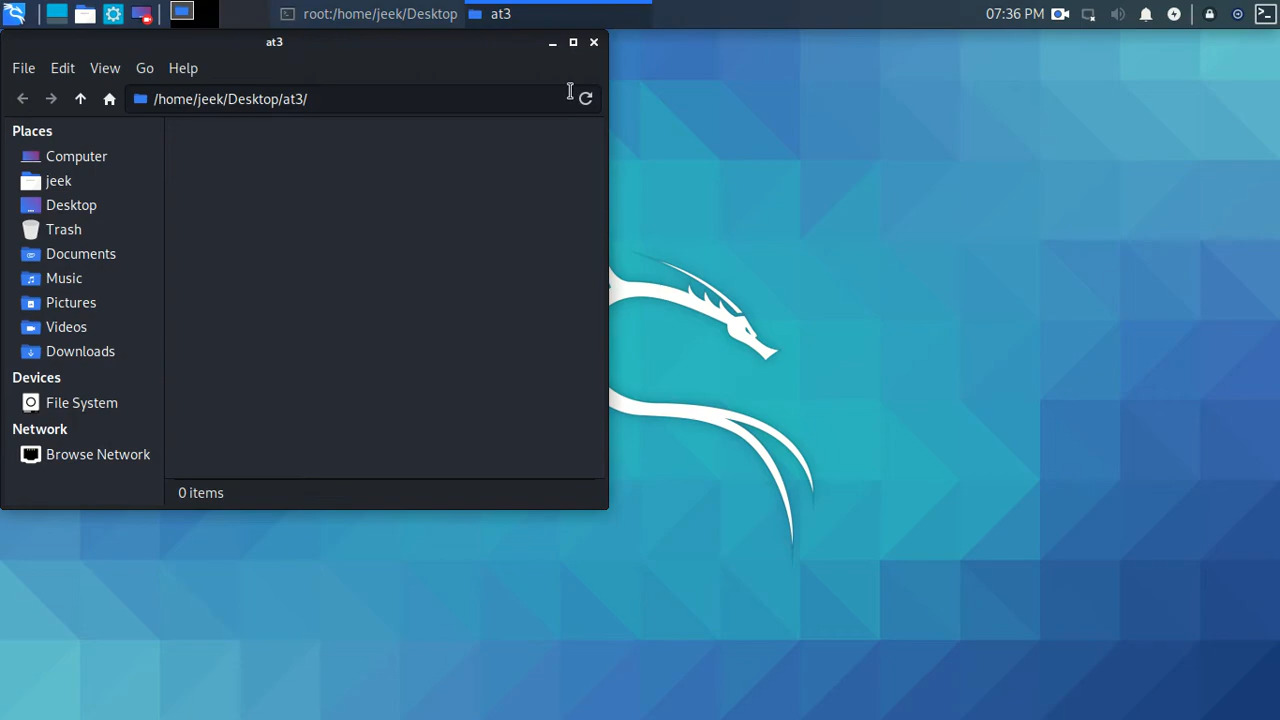 root:/home/jeek/Desktop
at3
07:36 PM
at3
File Edit View Go Help
/home/jeek/Desktop/at3/
Places
Computer
jeek
Desktop
Trash
Documents
Music
Pictures
Videos
Downloads
Devices
File System
Network
Browse Network
0 items